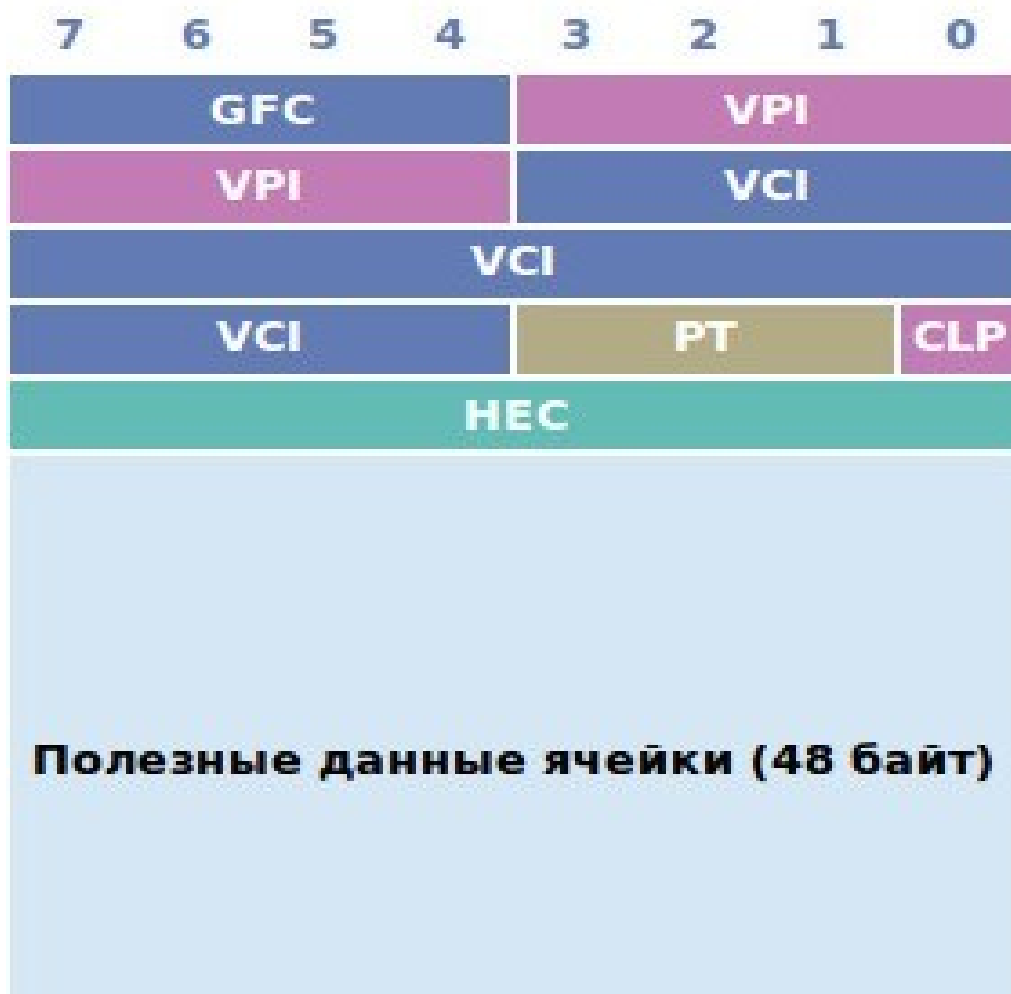 7 6 5 4 3 2 1 0
GFC VPI
VPI VCI
VCI
VCI PT CLP
HEC
Полезные данные ячейки (48 байт)